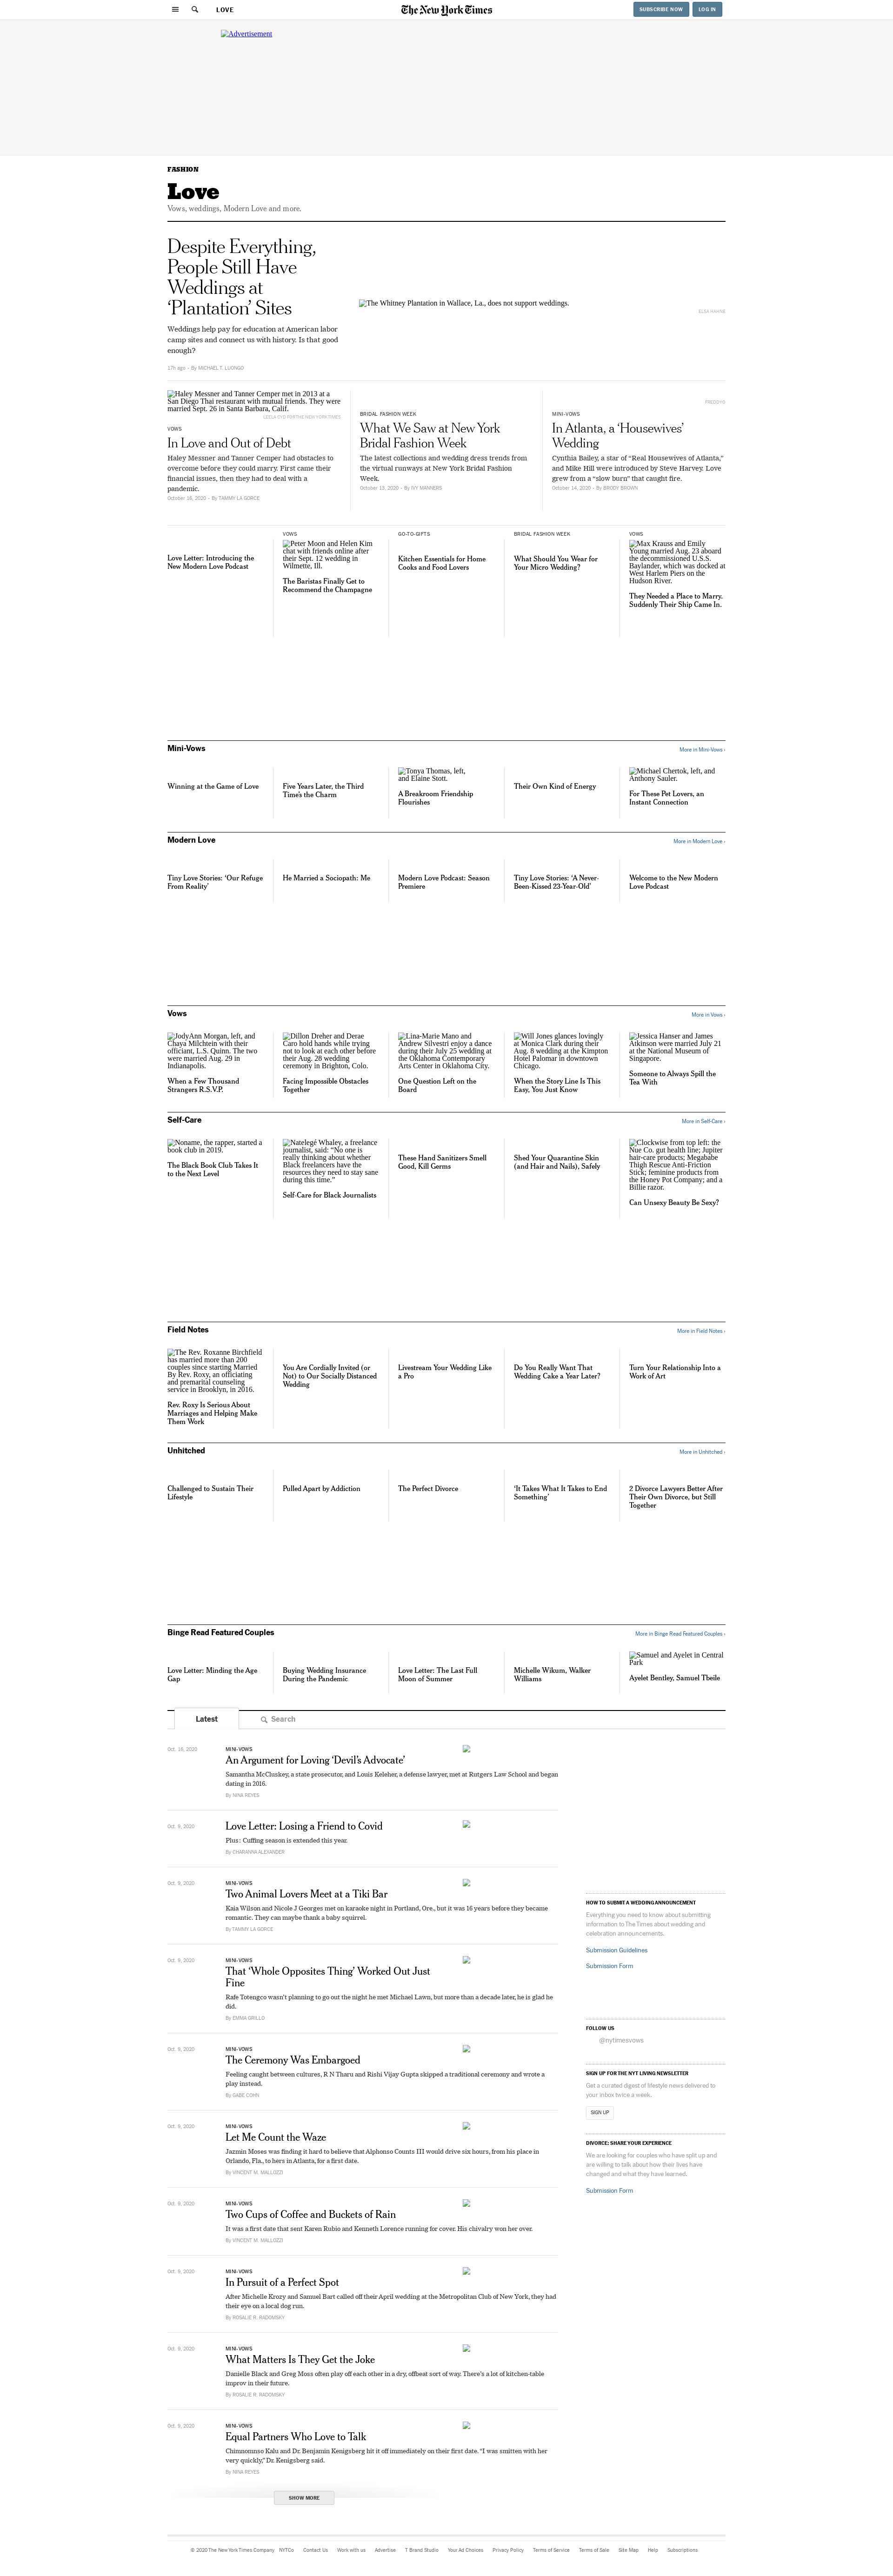 LOVE
The New York Times
SUBSCRIBE NOW
LOG IN
Advertisement
FASHION
Love
Vows, weddings, Modern Love and more.
Despite Everything,
People Still Have
Weddings at
‘Plantation’ Sites
Weddings help pay for education at American labor
camp sites and connect us with history. Is that good
enough?
17h ago - By MICHAEL T. LUONGO
The Whitney Plantation in Wallace, La., does not support weddings.
ELSA HAHNE
Haley Messner and Tanner Cemper met in 2013 at a
San Diego Thai restaurant with mutual friends. They were
married Sept. 26 in Santa Barbara, Calif.
LEELA CYD FOR THE NEW YORK TIMES
VOWS
In Love and Out of Debt
Haley Messner and Tanner Cemper had obstacles to
overcome before they could marry. First came their
financial issues, then they had to deal with a
pandemic.
October 16, 2020 - By TAMMY LA GORCE
BRIDAL FASHION WEEK
What We Saw at New York
Bridal Fashion Week
The latest collections and wedding dress trends from
the virtual runways at New York Bridal Fashion
Week.
October 13, 2020 - By IVY MANNERS
FREDDYO
MINI-VOWS
In Atlanta, a ‘Housewives’
Wedding
Cynthia Bailey, a star of “Real Housewives of Atlanta,”
and Mike Hill were introduced by Steve Harvey. Love
grew from a “slow burn” that caught fire.
October 14, 2020 - By BRODY BROWN
Love Letter: Introducing the
New Modern Love Podcast
VOWS
Peter Moon and Helen Kim
chat with friends online after
their Sept. 12 wedding in
Wilmette, Ill.
The Baristas Finally Get to
Recommend the Champagne
GO-TO-GIFTS
Kitchen Essentials for Home
Cooks and Food Lovers
BRIDAL FASHION WEEK
What Should You Wear for
Your Micro Wedding?
VOWS
Max Krauss and Emily
Young married Aug. 23 aboard
the decommissioned U.S.S.
Baylander, which was docked at
West Harlem Piers on the
Hudson River.
They Needed a Place to Marry.
Suddenly Their Ship Came In.
Mini-Vows
More in Mini-Vows ›
Winning at the Game of Love
Five Years Later, the Third
Time’s the Charm
Tonya Thomas, left,
and Elaine Stott.
A Breakroom Friendship
Flourishes
Their Own Kind of Energy
Michael Chertok, left, and
Anthony Sauler.
For These Pet Lovers, an
Instant Connection
Modern Love
More in Modern Love ›
Tiny Love Stories: ‘Our Refuge
From Reality’
He Married a Sociopath: Me
Modern Love Podcast: Season
Premiere
Tiny Love Stories: ‘A Never-
Been-Kissed 23-Year-Old’
Welcome to the New Modern
Love Podcast
Vows
More in Vows ›
JodyAnn Morgan, left, and
Chaya Milchtein with their
officiant, L.S. Quinn. The two
were married Aug. 29 in
Indianapolis.
When a Few Thousand
Strangers R.S.V.P.
Dillon Dreher and Derae
Caro hold hands while trying
not to look at each other before
their Aug. 28 wedding
ceremony in Brighton, Colo.
Facing Impossible Obstacles
Together
Lina-Marie Mano and
Andrew Silvestri enjoy a dance
during their July 25 wedding at
the Oklahoma Contemporary
Arts Center in Oklahoma City.
One Question Left on the
Board
Will Jones glances lovingly
at Monica Clark during their
Aug. 8 wedding at the Kimpton
Hotel Palomar in downtown
Chicago.
When the Story Line Is This
Easy, You Just Know
Jessica Hanser and James
Atkinson were married July 21
at the National Museum of
Singapore.
Someone to Always Spill the
Tea With
Self-Care
More in Self-Care ›
Noname, the rapper, started a
book club in 2019.
The Black Book Club Takes It
to the Next Level
Natelegé Whaley, a freelance
journalist, said: “No one is
really thinking about whether
Black freelancers have the
resources they need to stay sane
during this time.”
Self-Care for Black Journalists
These Hand Sanitizers Smell
Good, Kill Germs
Shed Your Quarantine Skin
(and Hair and Nails), Safely
Clockwise from top left: the
Nue Co. gut health line; Jupiter
hair-care products; Megababe
Thigh Rescue Anti-Friction
Stick; feminine products from
the Honey Pot Company; and a
Billie razor.
Can Unsexy Beauty Be Sexy?
Field Notes
More in Field Notes ›
The Rev. Roxanne Birchfield
has married more than 200
couples since starting Married
By Rev. Roxy, an officiating
and premarital counseling
service in Brooklyn, in 2016.
Rev. Roxy Is Serious About
Marriages and Helping Make
Them Work
You Are Cordially Invited (or
Not) to Our Socially Distanced
Wedding
Livestream Your Wedding Like
a Pro
Do You Really Want That
Wedding Cake a Year Later?
Turn Your Relationship Into a
Work of Art
Unhitched
More in Unhitched ›
Challenged to Sustain Their
Lifestyle
Pulled Apart by Addiction
The Perfect Divorce
‘It Takes What It Takes to End
Something’
2 Divorce Lawyers Better After
Their Own Divorce, but Still
Together
Binge Read Featured Couples
More in Binge Read Featured Couples ›
Love Letter: Minding the Age
Gap
Buying Wedding Insurance
During the Pandemic
Love Letter: The Last Full
Moon of Summer
Michelle Wikum, Walker
Williams
Samuel and Ayelet in Central
Park
Ayelet Bentley, Samuel Tbeile
Latest
Search
Oct. 16, 2020
MINI-VOWS
An Argument for Loving ‘Devil’s Advocate’
Samantha McCluskey, a state prosecutor, and Louis Keleher, a defense lawyer, met at Rutgers Law School and began
dating in 2016.
By NINA REYES
Oct. 9, 2020
Love Letter: Losing a Friend to Covid
Plus: Cuffing season is extended this year.
By CHARANNA ALEXANDER
Oct. 9, 2020
MINI-VOWS
Two Animal Lovers Meet at a Tiki Bar
Kaia Wilson and Nicole J Georges met on karaoke night in Portland, Ore., but it was 16 years before they became
romantic. They can maybe thank a baby squirrel.
By TAMMY LA GORCE
Oct. 9, 2020
MINI-VOWS
That ‘Whole Opposites Thing’ Worked Out Just
Fine
Rafe Totengco wasn’t planning to go out the night he met Michael Lawn, but more than a decade later, he is glad he
did.
By EMMA GRILLO
Oct. 9, 2020
MINI-VOWS
The Ceremony Was Embargoed
Feeling caught between cultures, R N Tharu and Rishi Vijay Gupta skipped a traditional ceremony and wrote a
play instead.
By GABE COHN
Oct. 9, 2020
MINI-VOWS
Let Me Count the Waze
Jazmin Moses was finding it hard to believe that Alphonso Counts III would drive six hours, from his place in
Orlando, Fla., to hers in Atlanta, for a first date.
By VINCENT M. MALLOZZI
Oct. 9, 2020
MINI-VOWS
Two Cups of Coffee and Buckets of Rain
It was a first date that sent Karen Rubio and Kenneth Lorence running for cover. His chivalry won her over.
By VINCENT M. MALLOZZI
Oct. 9, 2020
MINI-VOWS
In Pursuit of a Perfect Spot
After Michelle Krozy and Samuel Bart called off their April wedding at the Metropolitan Club of New York, they had
their eye on a local dog run.
By ROSALIE R. RADOMSKY
Oct. 9, 2020
MINI-VOWS
What Matters Is They Get the Joke
Danielle Black and Greg Moss often play off each other in a dry, offbeat sort of way. There’s a lot of kitchen-table
improv in their future.
By ROSALIE R. RADOMSKY
Oct. 9, 2020
MINI-VOWS
Equal Partners Who Love to Talk
Chimnomnso Kalu and Dr. Benjamin Kenigsberg hit it off immediately on their first date. “I was smitten with her
very quickly,” Dr. Kenigsberg said.
By NINA REYES
SHOW MORE
HOW TO SUBMIT A WEDDING ANNOUNCEMENT
Everything you need to know about submitting
information to The Times about wedding and
celebration announcements.
Submission Guidelines
Submission Form
FOLLOW US
@nytimesvows
SIGN UP FOR THE NYT LIVING NEWSLETTER
Get a curated digest of lifestyle news delivered to
your inbox twice a week.
SIGN UP
DIVORCE: SHARE YOUR EXPERIENCE
We are looking for couples who have split up and
are willing to talk about how their lives have
changed and what they have learned.
Submission Form
© 2020 The New York Times Company NYTCo Contact Us Work with us Advertise T Brand Studio Your Ad Choices Privacy Policy Terms of Service Terms of Sale Site Map Help Subscriptions